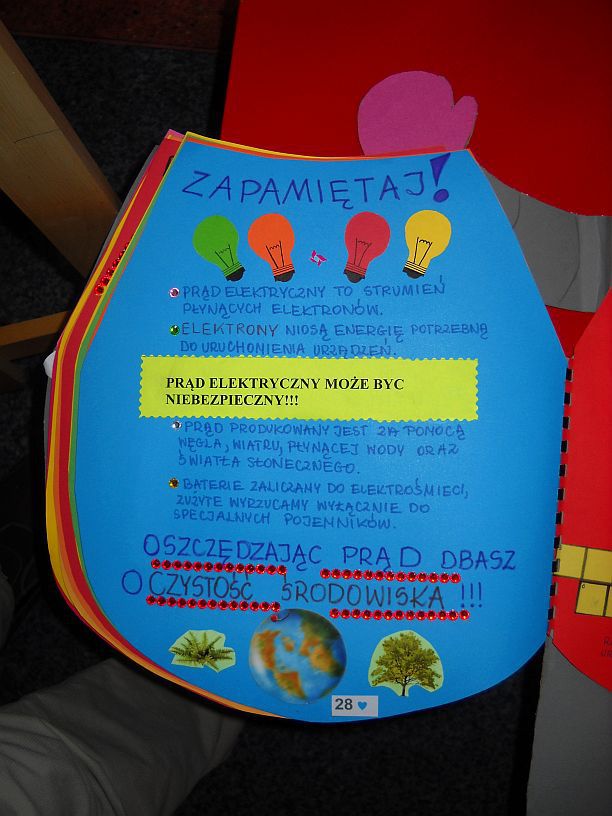 ZAPAMIĘTAJ!
PRĄD ELEKTRYCZNY TO STRUMIEŃ
PŁYNĄCYCH ELEKTRONÓW.
ELEKTRONY NIOSĄ ENERGIĘ POTRZEBNĄ
DO URUCHOMIENIA URZĄDZEŃ.
PRĄD ELEKTRYCZNY MOŻE BYC
NIEBEZPIECZNY!!!
PRĄD PRODUKOWANY JEST ZA POMOCĄ
WĘGLA, WIATRU, PŁYNĄCEJ WODY ORAZ
ŚWIATŁA SŁONECZNEGO.
BATERIE ZALICZAMY DO ELEKTROŚMIECI,
ZUŻYTE WYRZUCAMY WYŁĄCZNIE DO
SPECJALNYCH POJEMNIKÓW.
OSZCZĘDZAJĄC PRĄD DBASZ
O CZYSTOŚĆ ŚRODOWISKA !!!
28